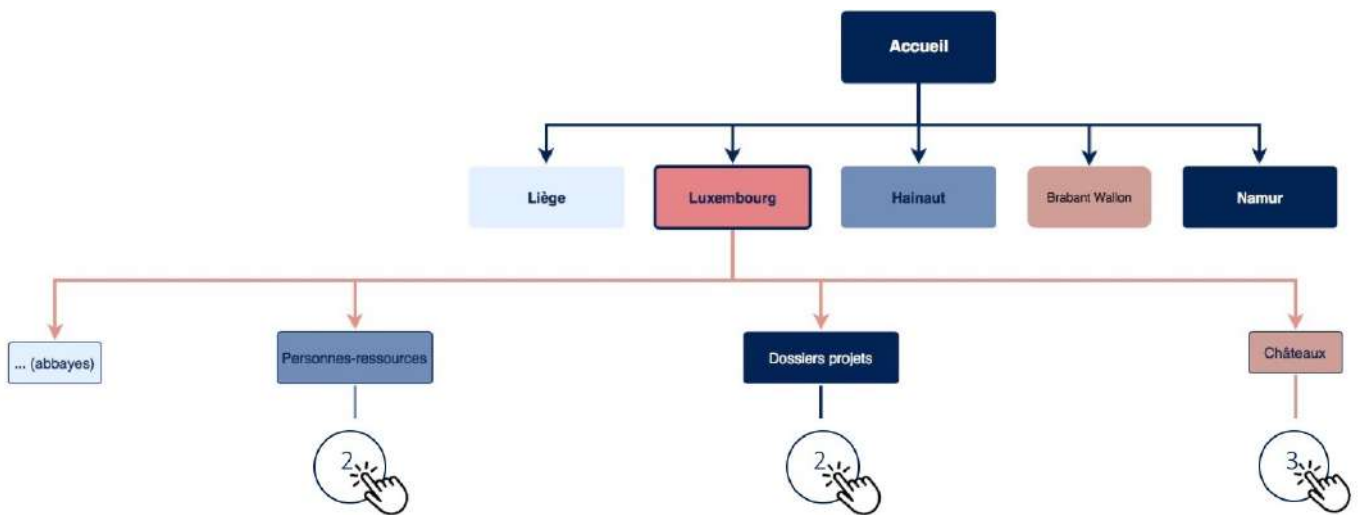 Accueil
Liège
Luxembourg
Hainaut
Brabant Wallon
Namur
... (abbayes)
Personnes-ressources
Dossiers projets
Châteaux
2
2
3